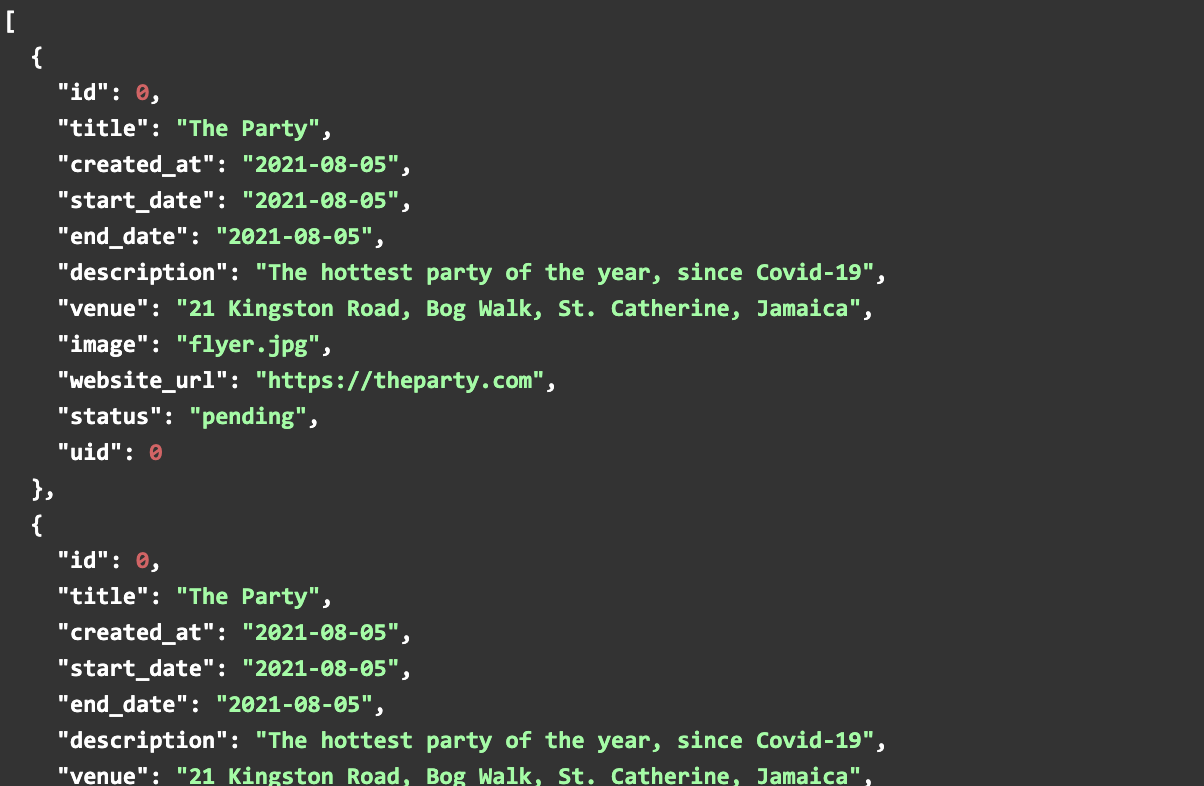 [
  {
    "id": 0,
    "title": "The Party",
    "created_at": "2021-08-05",
    "start_date": "2021-08-05",
    "end_date": "2021-08-05",
    "description": "The hottest party of the year, since Covid-19",
    "venue": "21 Kingston Road, Bog Walk, St. Catherine, Jamaica",
    "image": "flyer.jpg",
    "website_url": "https://theparty.com",
    "status": "pending",
    "uid": 0
  },
  {
    "id": 0,
    "title": "The Party",
    "created_at": "2021-08-05",
    "start_date": "2021-08-05",
    "end_date": "2021-08-05",
    "description": "The hottest party of the year, since Covid-19",
    "venue": "21 Kingston Road, Bog Walk, St. Catherine, Jamaica",